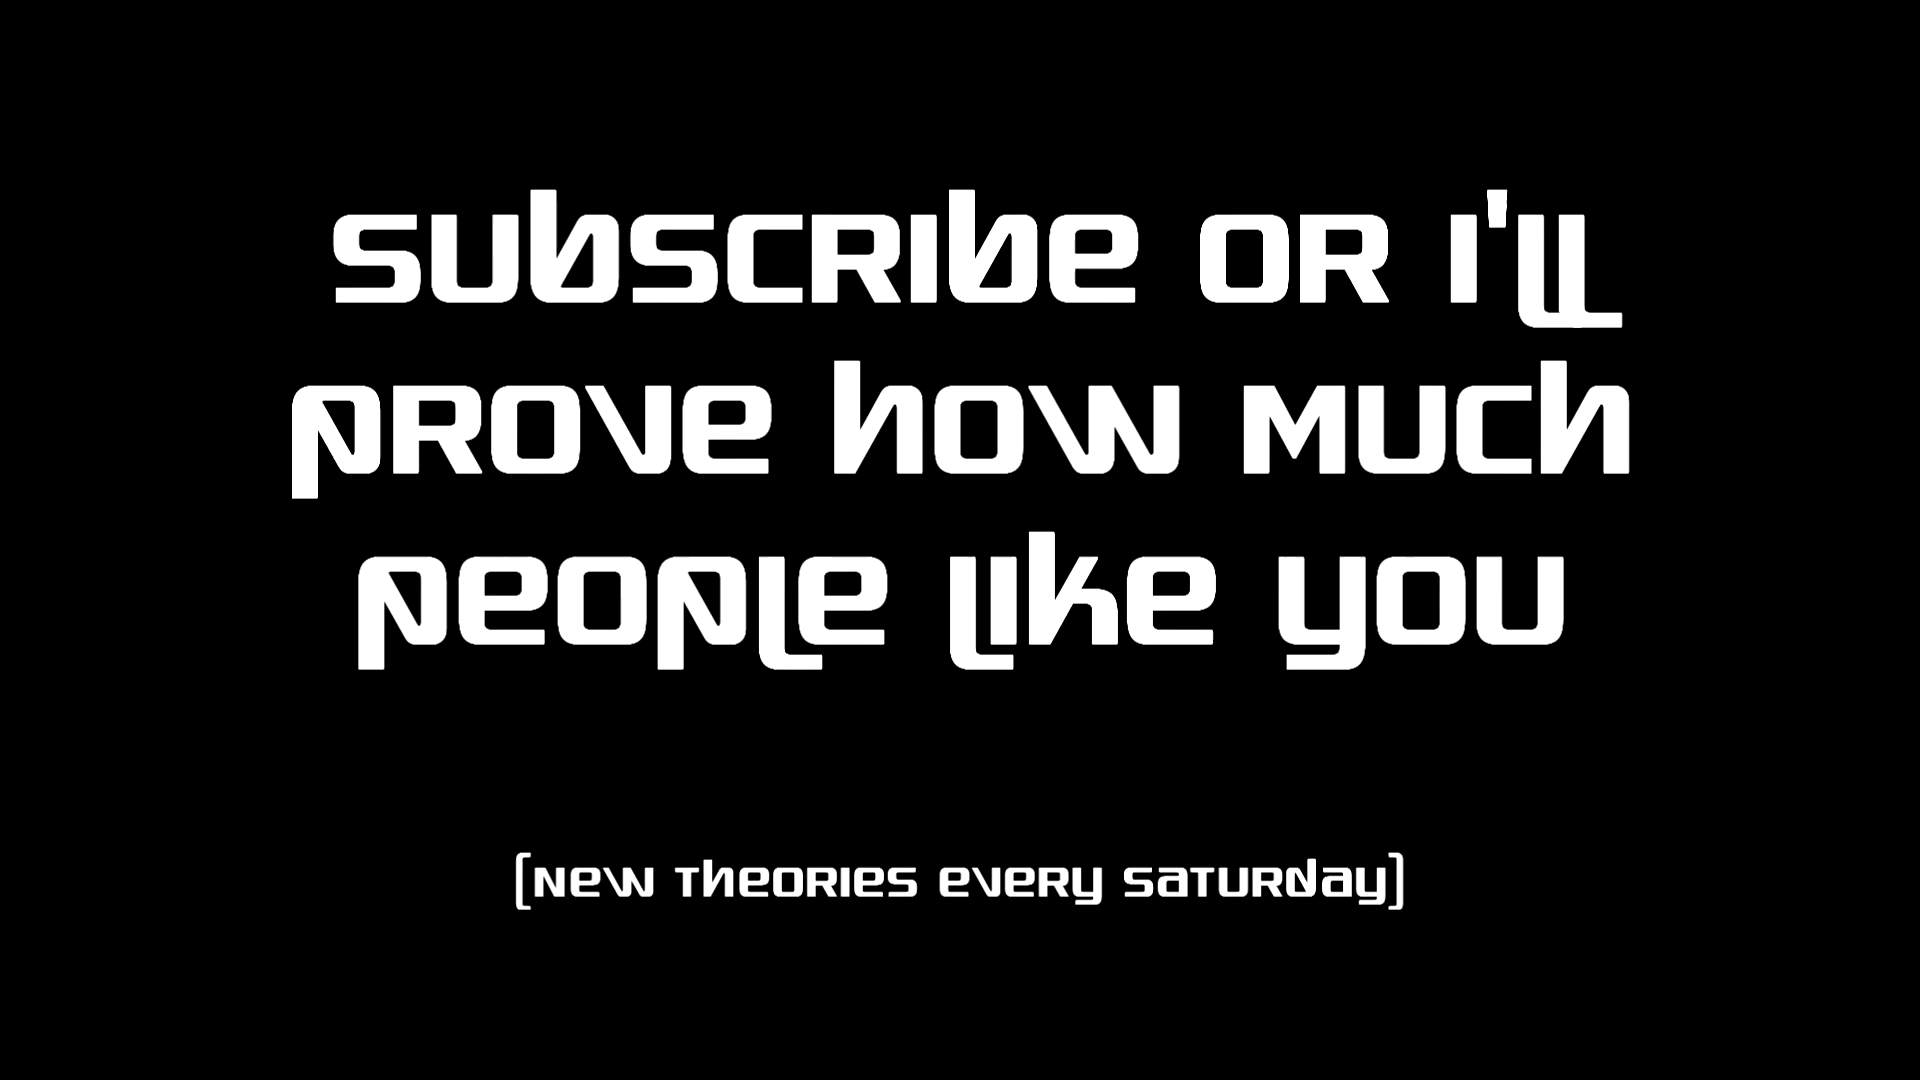 subscribe or I'll
prove how much
people like you
[new theories every saturday]